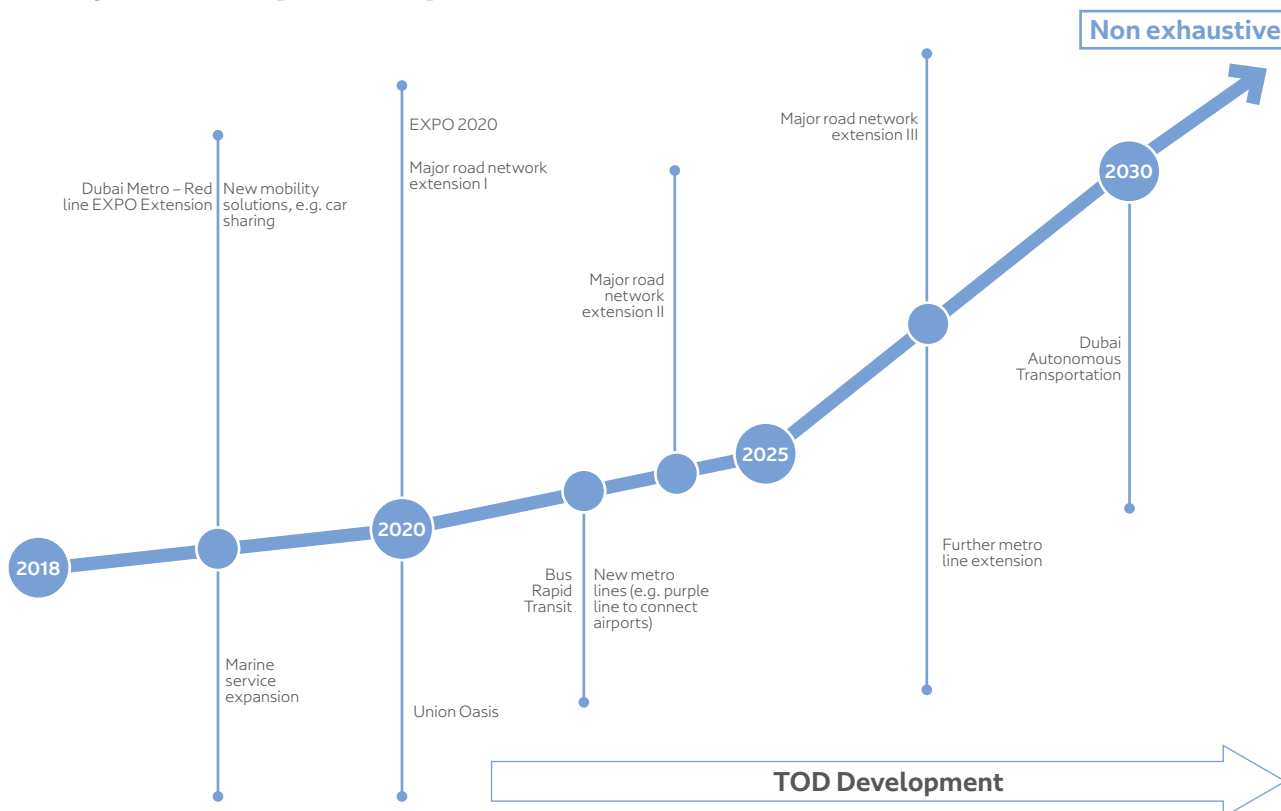 Non exhaustive
EXPO 2020
Major road network
extension I
Dubai Metro – Red
line EXPO Extension
New mobility
solutions, e.g. car
sharing
Major road network
extension III
Major road
network
extension II
2030
Dubai
Autonomous
Transportation
2025
2020
2018
Bus
Rapid
Transit
New metro
lines (e.g. purple
line to connect
airports)
Further metro
line extension
Marine
service
expansion
Union Oasis
TOD Development